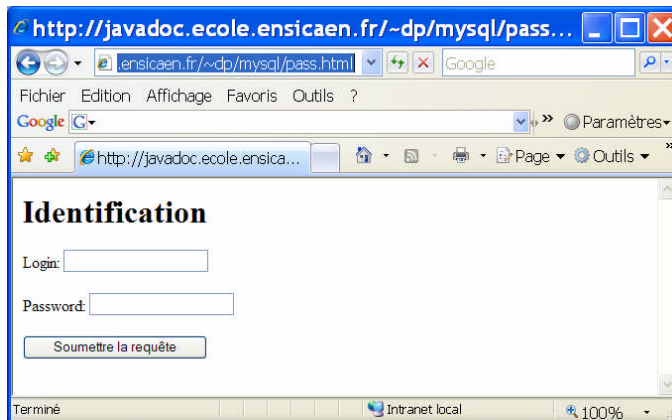 http://javadoc.ecole.ensicaen.fr/~dp/mysql/pass...
.ensicaen.fr/~dp/mysql/pass.html Google
Fichier Edition Affichage Favoris Outils ?
Google G Paramètres
http://javadoc.ecole.ensica... Page Outils »
Identification
Login:
Password:
Soumettre la requête
Terminé Intranet local 100%